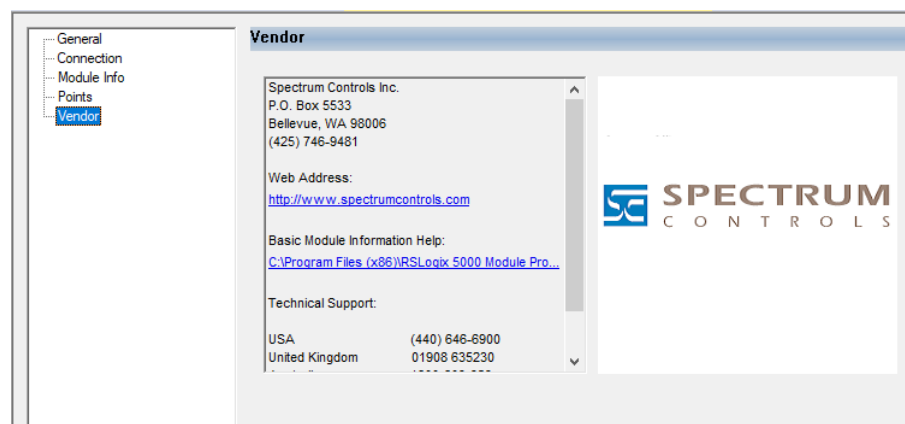 General
Connection
Module Info
Points
Vendor
Vendor
Spectrum Controls Inc.
P.O. Box 5533
Bellevue, WA 98006
(425) 746-9481
Web Address:
http://www.spectrumcontrols.com
Basic Module Information Help:
C:\Program Files (x86)\RSLogix 5000 Module Pro...
Technical Support:
USA (440) 646-6900
United Kingdom 01908 635230
SC SPECTRUM
CONTROLS